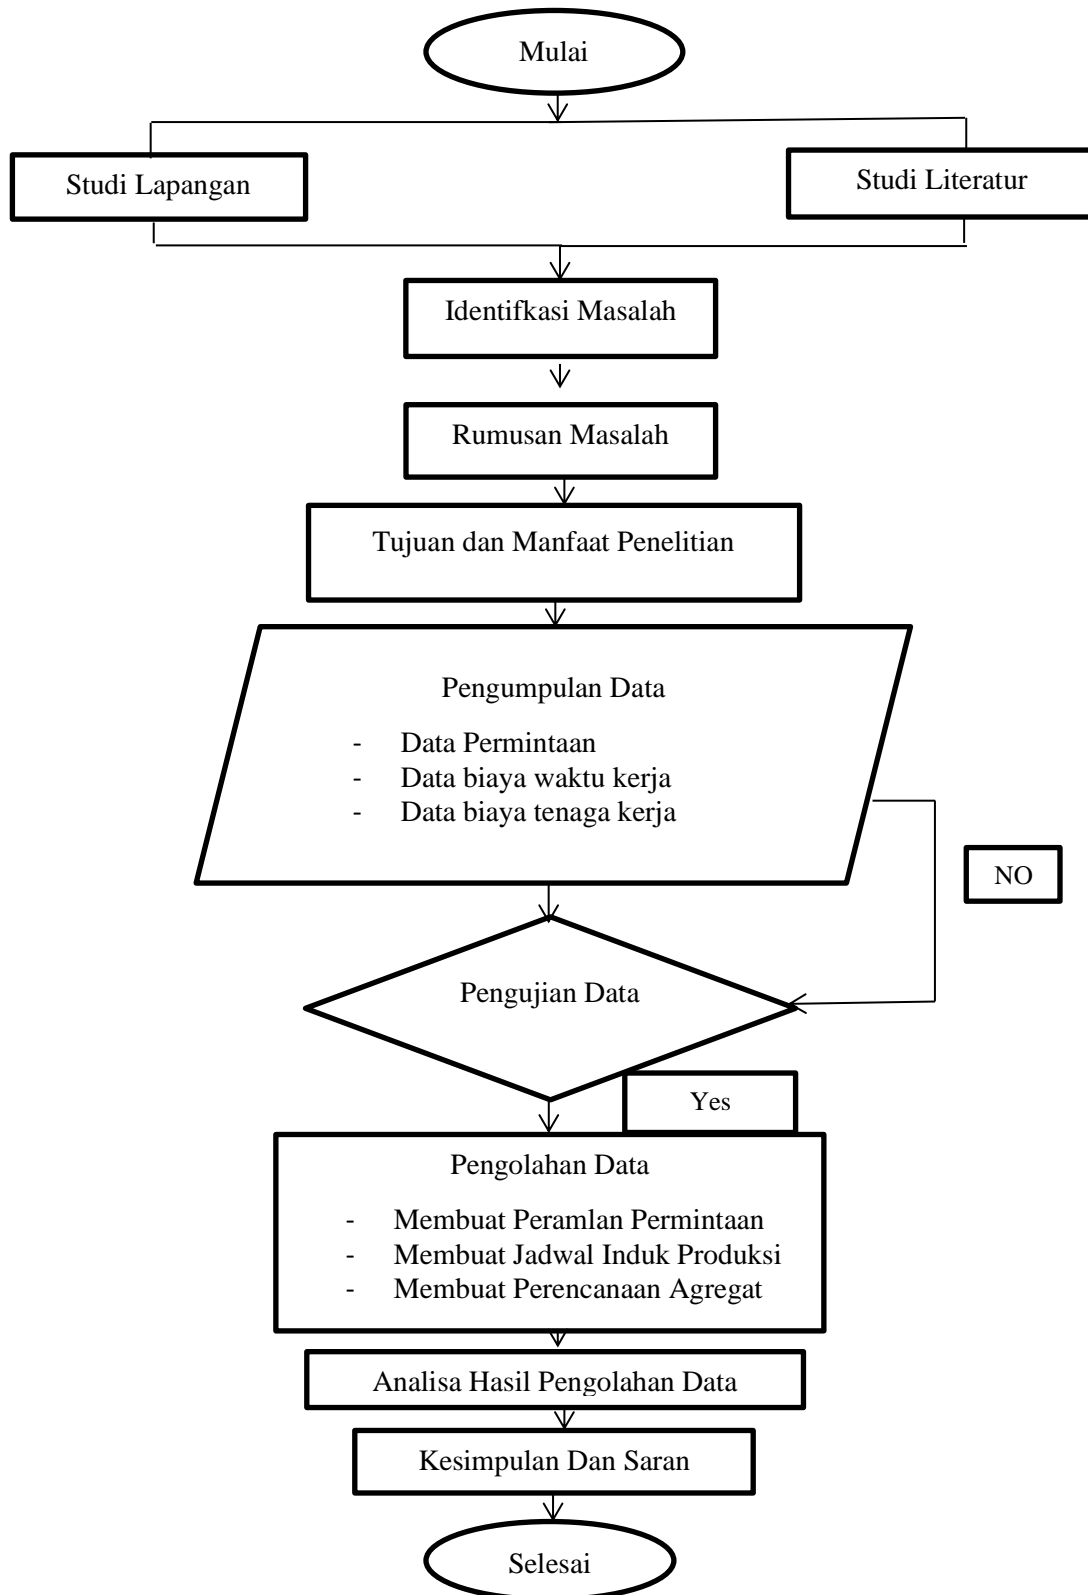 Mulai
Studi Lapangan
Studi Literatur
Identifkasi Masalah
Rumusan Masalah
Tujuan dan Manfaat Penelitian
Pengumpulan Data
- Data Permintaan
- Data biaya waktu kerja
- Data biaya tenaga kerja
NO
Pengujian Data
Yes
Pengolahan Data
- Membuat Peramlan Permintaan
- Membuat Jadwal Induk Produksi
- Membuat Perencanaan Agregat
Analisa Hasil Pengolahan Data
Kesimpulan Dan Saran
Selesai